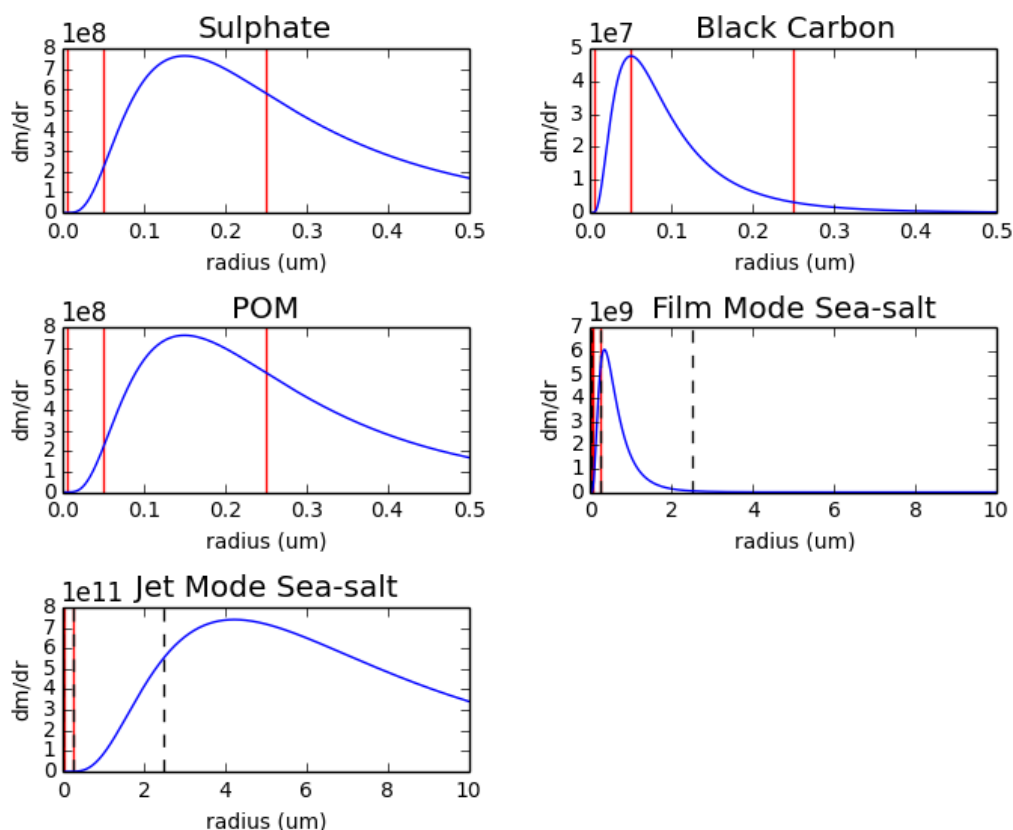 Sulphate
1e8
8
7
6
5
4
3
2
1
0
dm/dr
0.0 0.1 0.2 0.3 0.4 0.5
radius (um)
Black Carbon
1e7
5
4
3
2
1
0
dm/dr
0.0 0.1 0.2 0.3 0.4 0.5
radius (um)
POM
1e8
8
7
6
5
4
3
2
1
0
dm/dr
0.0 0.1 0.2 0.3 0.4 0.5
radius (um)
Film Mode Sea-salt
1e9
7
6
5
4
3
2
1
0
dm/dr
0 2 4 6 8 10
radius (um)
Jet Mode Sea-salt
1e11
8
7
6
5
4
3
2
1
0
dm/dr
0 2 4 6 8 10
radius (um)